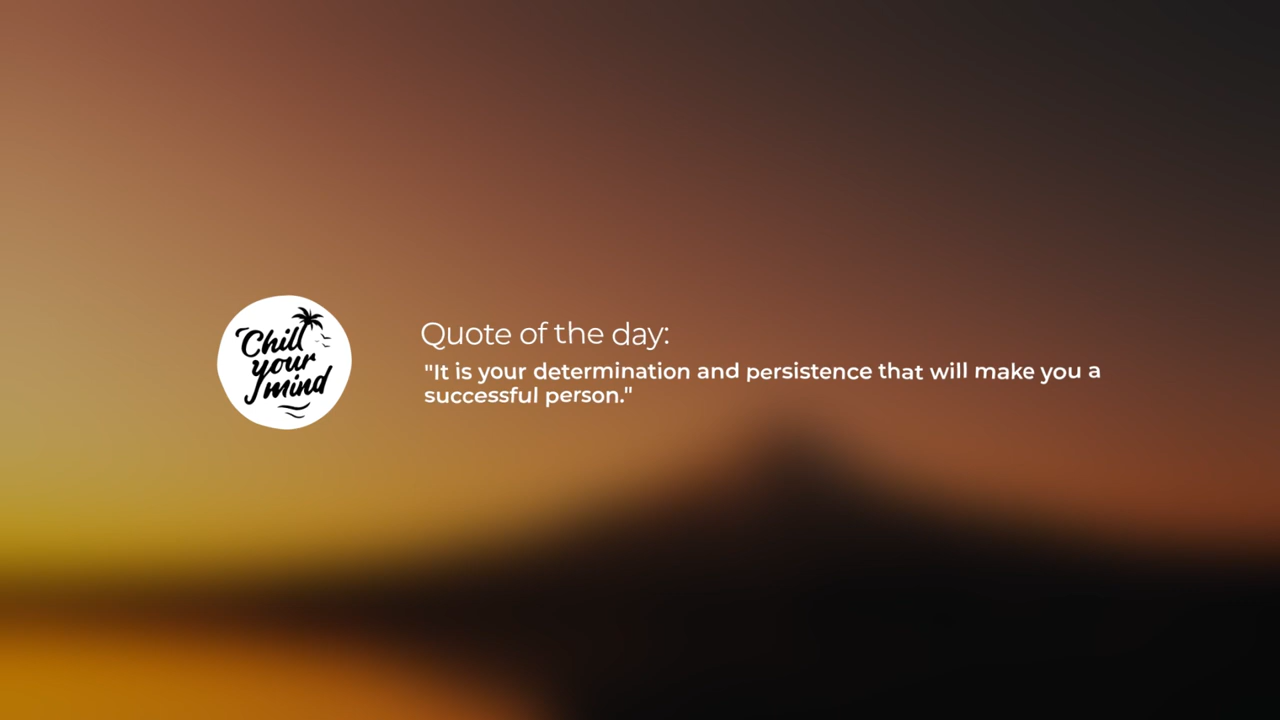 Chill
your
mind
Quote of the day:
"It is your determination and persistence that will make you a
successful person."